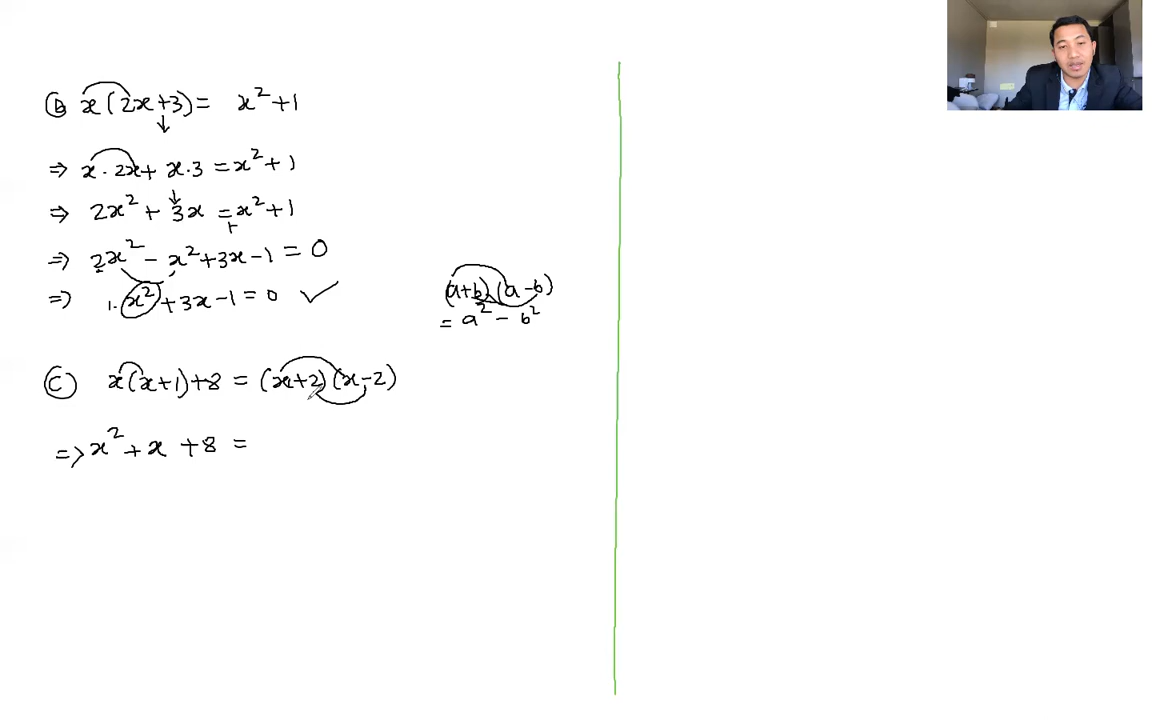 ⓑ x(2x+3) = x²+1
⇒ x·2x + x·3 = x²+1
⇒ 2x² + 3x = x²+1
⇒ 2x² - x² + 3x - 1 = 0
⇒ 1·x² + 3x - 1 = 0 ✓
(a+b)(a-b)
= a² - b²
ⓒ x(x+1)+8 = (x+2)(x-2)
⇒ x² + x + 8 =